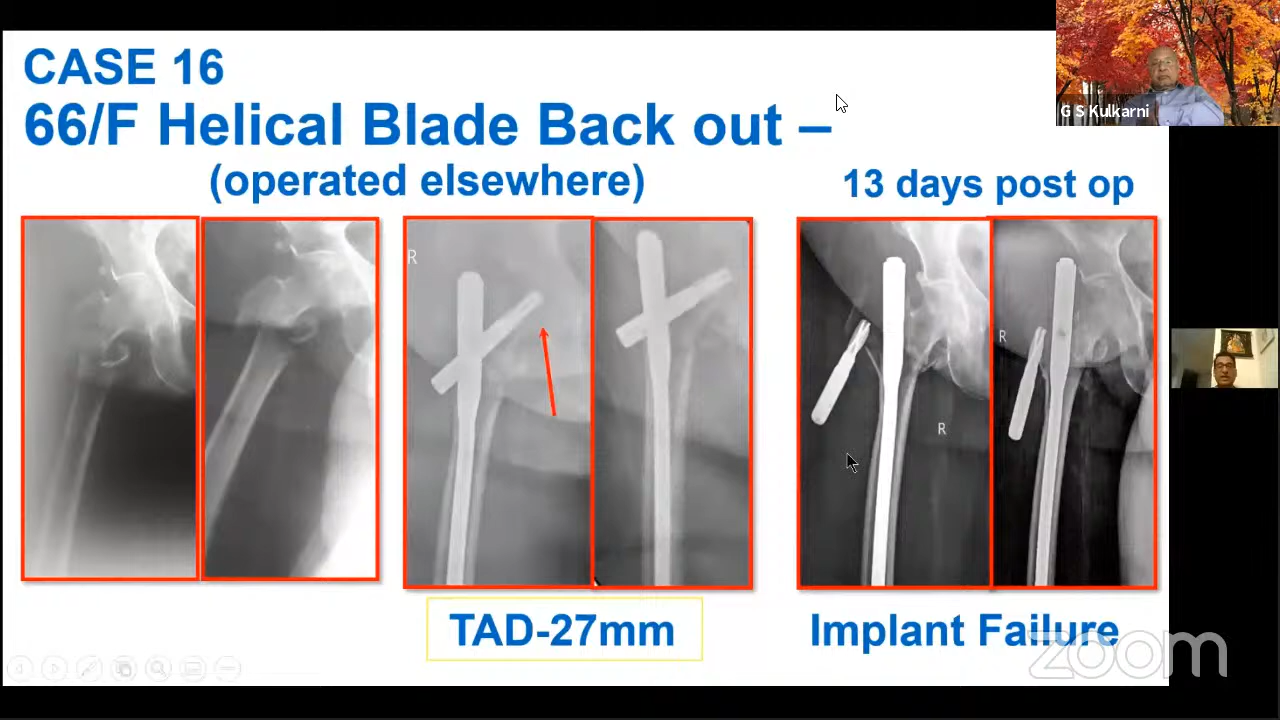 CASE 16
66/F Helical Blade Back out –
(operated elsewhere)
13 days post op
G S Kulkarni
R
R
R
TAD-27mm
Implant Failure
zoom